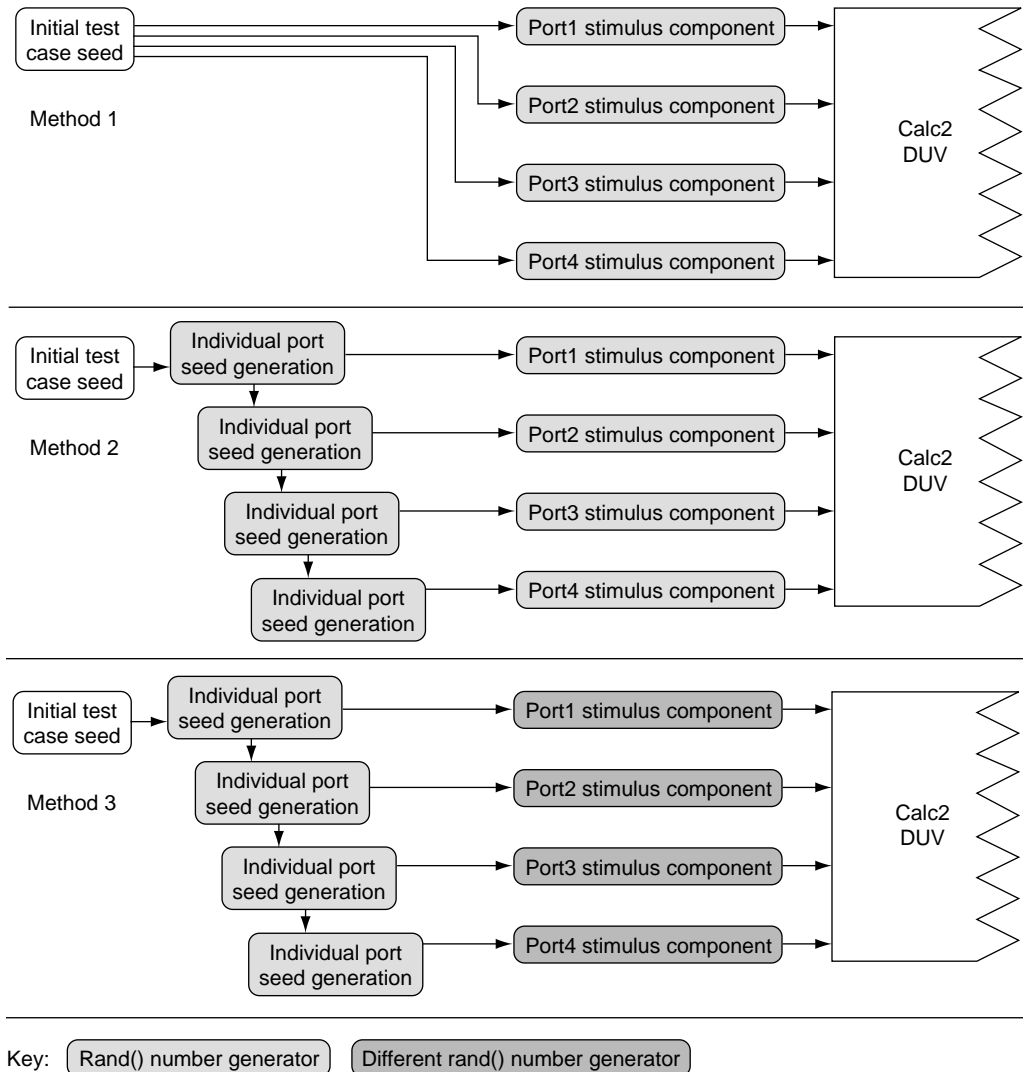 Initial test
case seed
Port1 stimulus component
Method 1
Port2 stimulus component
Calc2
DUV
Port3 stimulus component
Port4 stimulus component
Initial test
case seed
Individual port
seed generation
Port1 stimulus component
Method 2
Individual port
seed generation
Port2 stimulus component
Calc2
DUV
Individual port
seed generation
Port3 stimulus component
Individual port
seed generation
Port4 stimulus component
Initial test
case seed
Individual port
seed generation
Port1 stimulus component
Method 3
Individual port
seed generation
Port2 stimulus component
Calc2
DUV
Individual port
seed generation
Port3 stimulus component
Individual port
seed generation
Port4 stimulus component
Key: Rand() number generator Different rand() number generator